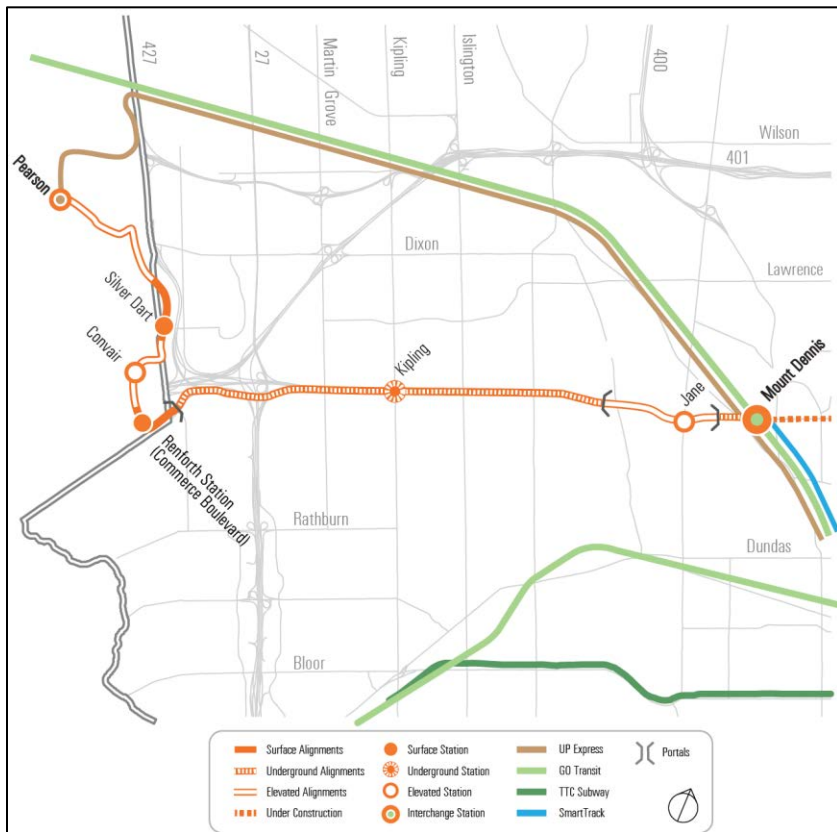 427
27
Martin Grove
Kipling
Islington
400
Wilson
401
Pearson
Dixon
Lawrence
Silver Dart
Convair
Kipling
Jane
Mount Dennis
Renforth Station
(Commerce Boulevard)
Rathburn
Dundas
Bloor
Surface Alignments
Surface Station
UP Express
Portals
Underground Alignments
Underground Station
GO Transit
Elevated Alignments
Elevated Station
TTC Subway
Under Construction
Interchange Station
SmartTrack